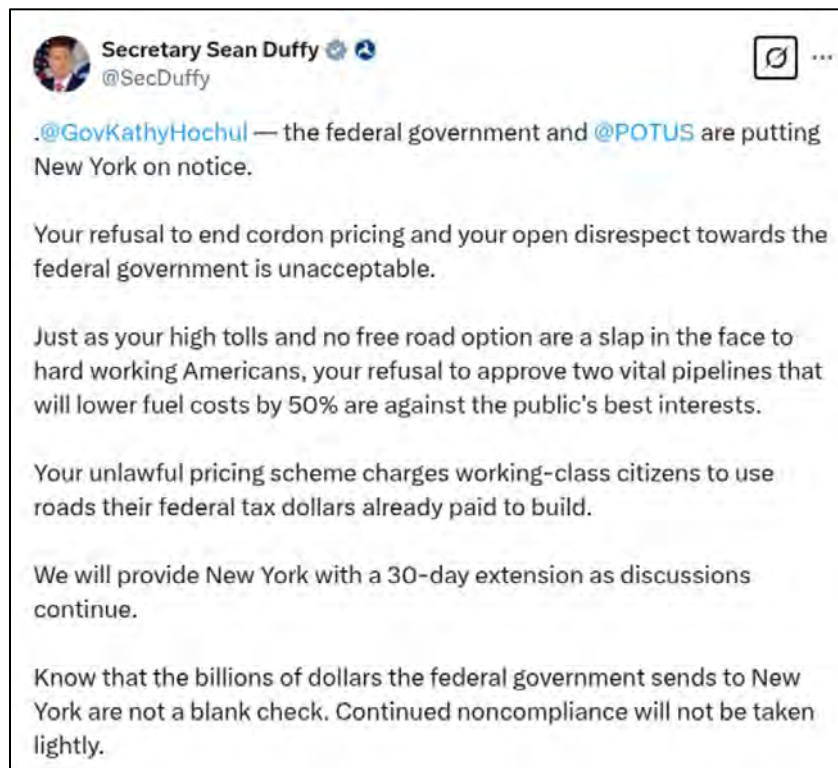 Secretary Sean Duffy
@SecDuffy
.@GovKathyHochul — the federal government and @POTUS are putting
New York on notice.
Your refusal to end cordon pricing and your open disrespect towards the
federal government is unacceptable.
Just as your high tolls and no free road option are a slap in the face to
hard working Americans, your refusal to approve two vital pipelines that
will lower fuel costs by 50% are against the public's best interests.
Your unlawful pricing scheme charges working-class citizens to use
roads their federal tax dollars already paid to build.
We will provide New York with a 30-day extension as discussions
continue.
Know that the billions of dollars the federal government sends to New
York are not a blank check. Continued noncompliance will not be taken
lightly.